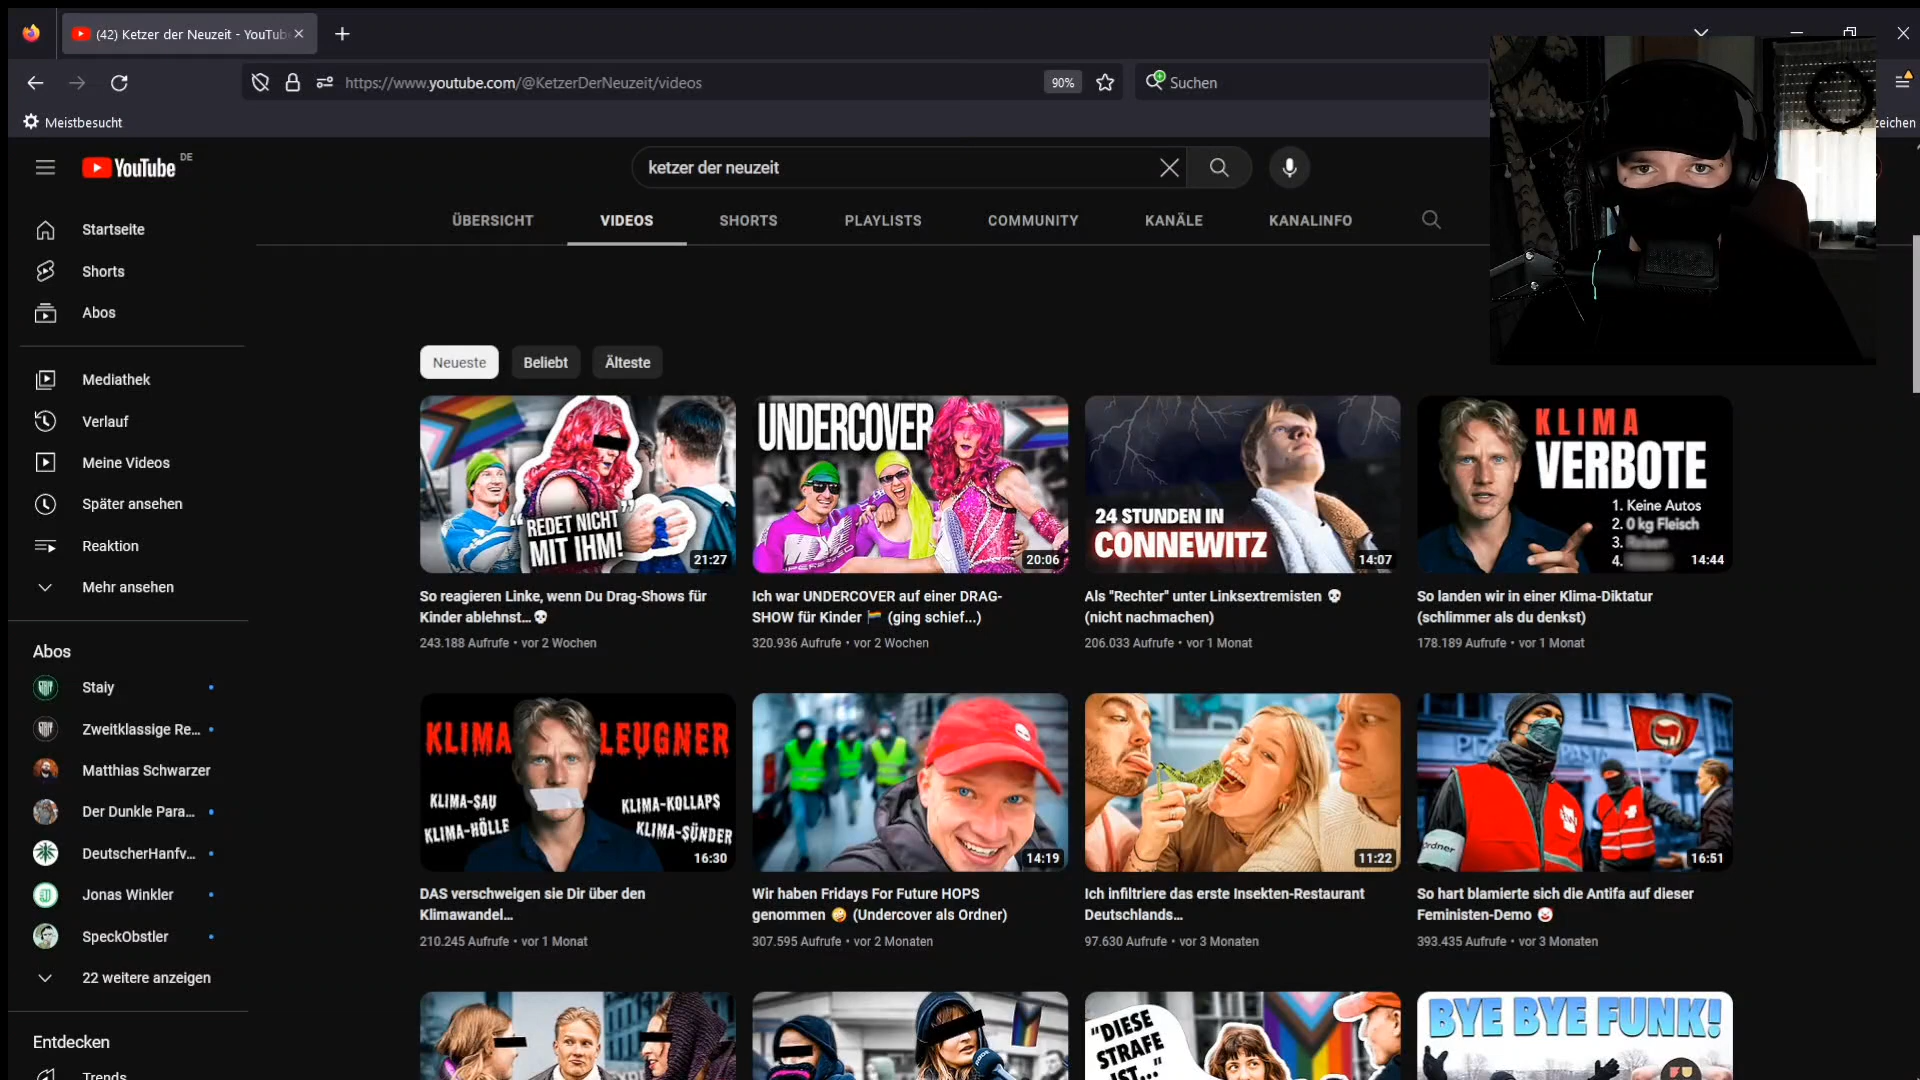 (42) Ketzer der Neuzeit - YouTub
https://www.youtube.com/@KetzerDerNeuzeit/videos
90%
Suchen
Meistbesucht
zeichen
YouTube DE
ketzer der neuzeit
ÜBERSICHT
VIDEOS
SHORTS
PLAYLISTS
COMMUNITY
KANÄLE
KANALINFO
Startseite
Shorts
Abos
Mediathek
Verlauf
Meine Videos
Später ansehen
Reaktion
Mehr ansehen
Abos
Staiy
Zweitklassige Re...
Matthias Schwarzer
Der Dunkle Para...
DeutscherHanfv...
Jonas Winkler
SpeckObstler
22 weitere anzeigen
Entdecken
Trends
Neueste
Beliebt
Älteste
"REDET NICHT
MIT IHM!"
21:27
So reagieren Linke, wenn Du Drag-Shows für
Kinder ablehnst...💀
243.188 Aufrufe • vor 2 Wochen
UNDERCOVER
20:06
Ich war UNDERCOVER auf einer DRAG-
SHOW für Kinder 🏳️‍🌈 (ging schief...)
320.936 Aufrufe • vor 2 Wochen
24 STUNDEN IN
CONNEWITZ
14:07
Als "Rechter" unter Linksextremisten 💀
(nicht nachmachen)
206.033 Aufrufe • vor 1 Monat
KLIMA
VERBOTE
1. Keine Autos
2. 0 kg Fleisch
3.
4.
14:44
So landen wir in einer Klima-Diktatur
(schlimmer als du denkst)
178.189 Aufrufe • vor 1 Monat
KLIMA LEUGNER
KLIMA-SAU
KLIMA-HÖLLE
KLIMA-KOLLAPS
KLIMA-SÜNDER
16:30
DAS verschweigen sie Dir über den
Klimawandel...
210.245 Aufrufe • vor 1 Monat
14:19
Wir haben Fridays For Future HOPS
genommen 🤪 (Undercover als Ordner)
307.595 Aufrufe • vor 2 Monaten
11:22
Ich infiltriere das erste Insekten-Restaurant
Deutschlands...
97.630 Aufrufe • vor 3 Monaten
Ordner
16:51
So hart blamierte sich die Antifa auf dieser
Feministen-Demo 🤡
393.435 Aufrufe • vor 3 Monaten
"DIESE
STRAFE
IST..."
BYE BYE FUNK!